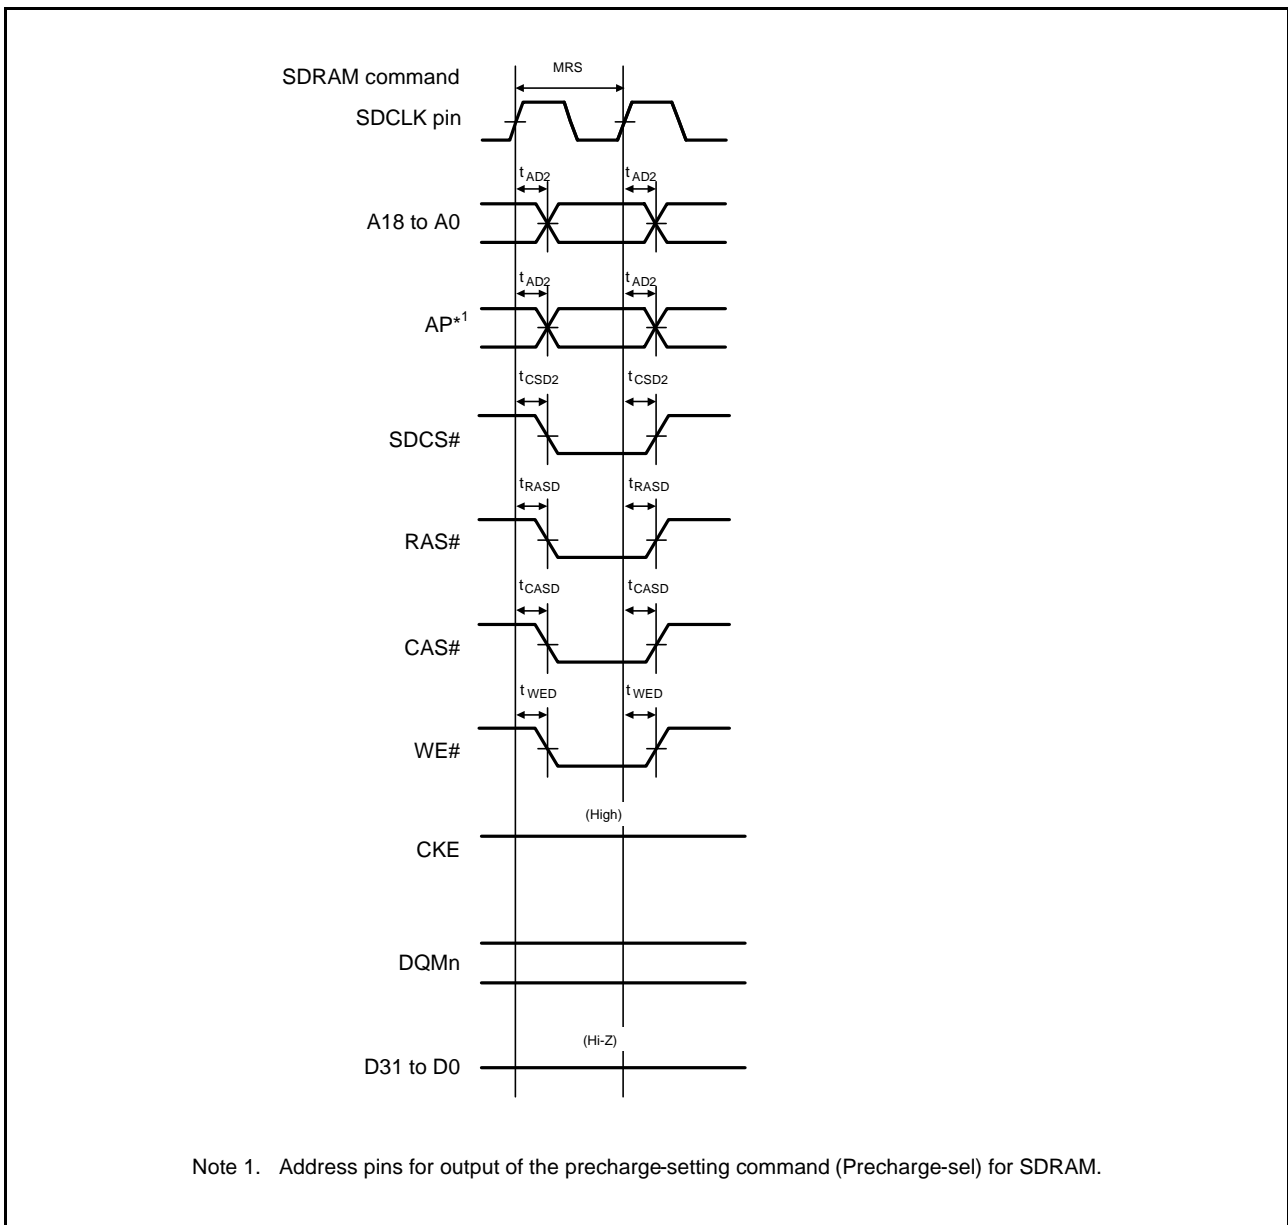 MRS
SDRAM command
SDCLK pin
tAD2 tAD2
A18 to A0
tAD2 tAD2
AP*1
tCSD2 tCSD2
SDCS#
tRASD tRASD
RAS#
tCASD tCASD
CAS#
tWED tWED
WE#
(High)
CKE
DQMn
(Hi-Z)
D31 to D0
Note 1. Address pins for output of the precharge-setting command (Precharge-sel) for SDRAM.